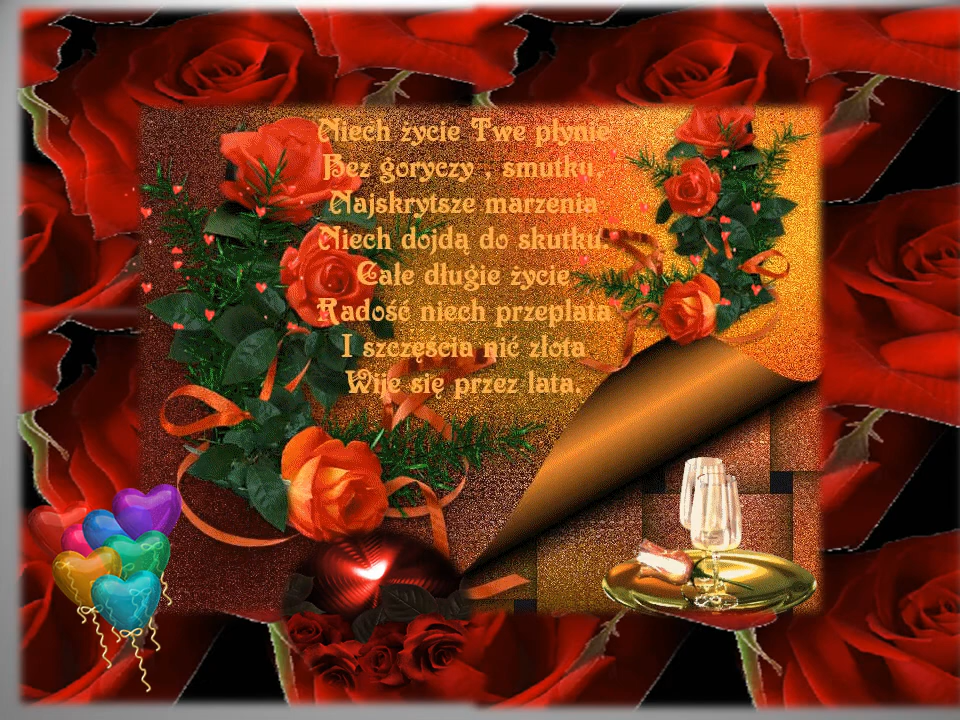 Niech życie Twe płynie
Bez goryczy , smutku.
Najskrytsze marzenia
Niech dojdą do skutku.
Całe długie życie
Radość niech przeplata
I szczęścia nić złota
Wije się przez lata.